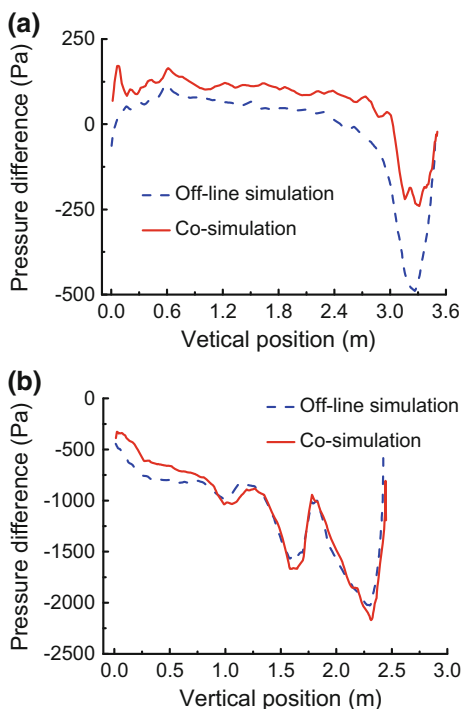 (a)
Pressure difference (Pa)
250
0
-250
-500
Off-line simulation
Co-simulation
0.0 0.6 1.2 1.8 2.4 3.0 3.6
Vetical position (m)
(b)
Pressure difference (Pa)
0
-500
-1000
-1500
-2000
-2500
Off-line simulation
Co-simulation
0.0 0.5 1.0 1.5 2.0 2.5 3.0
Vertical position (m)